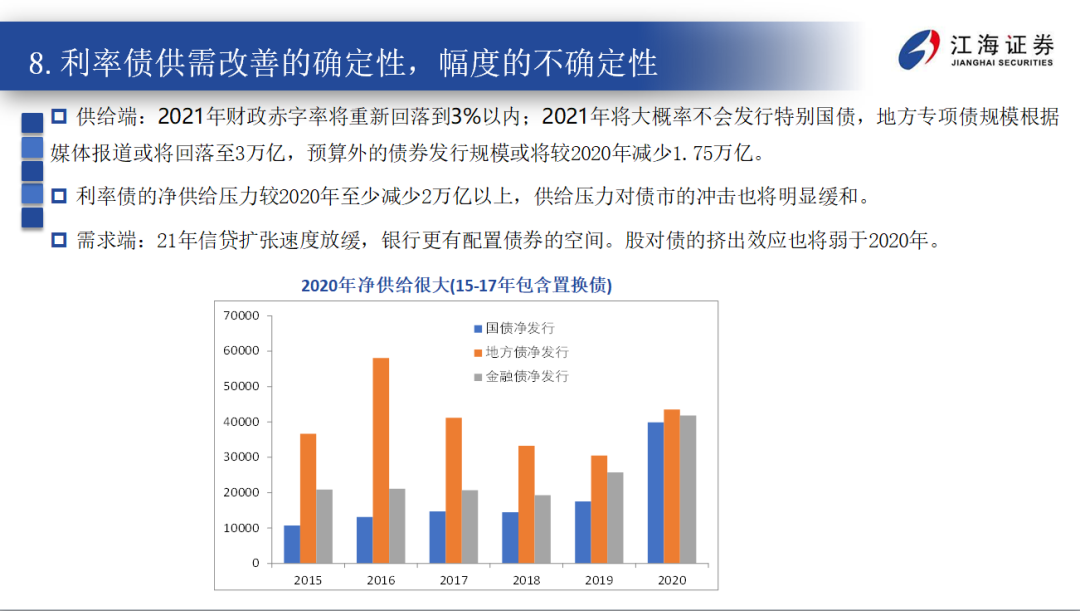 8. 利率债供需改善的确定性，幅度的不确定性
江海证券
JIANGHAI SECURITIES
供给端：2021年财政赤字率将重新回落到3%以内；2021年将大概率不会发行特别国债，地方专项债规模根据
媒体报道或将回落至3万亿，预算外的债券发行规模或将较2020年减少1.75万亿。
利率债的净供给压力较2020年至少减少2万亿以上，供给压力对债市的冲击也将明显缓和。
需求端：21年信贷扩张速度放缓，银行更有配置债券的空间。股对债的挤出效应也将弱于2020年。
2020年净供给很大(15-17年包含置换债)
70000
60000
50000
40000
30000
20000
10000
0
国债净发行
地方债净发行
金融债净发行
2015 2016 2017 2018 2019 2020